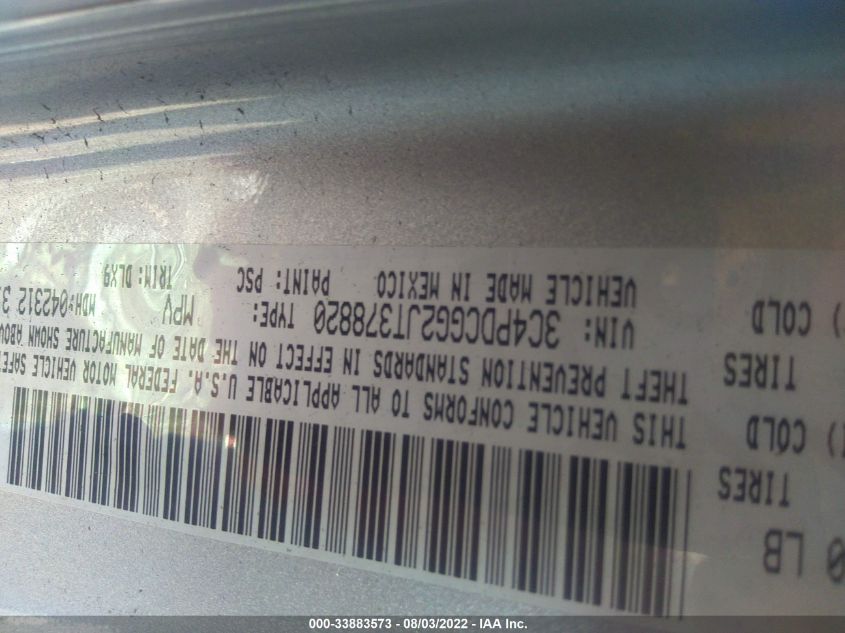 0 LB
TIRES
) COLD
TIRES
) COLD
THIS VEHICLE CONFORMS TO ALL APPLICABLE U.S.A. FEDERAL MOTOR VEHICLE
THEFT PREVENTION STANDARDS IN EFFECT ON THE DATE OF MANUFACTURE SHOWN
VIN: 3C4PDCGG2JT378820 TYPE: MPV MDH:042312
VEHICLE MADE IN MEXICO PAINT: PSC TRIM: DLX9
000-33883573 - 08/03/2022 - IAA Inc.